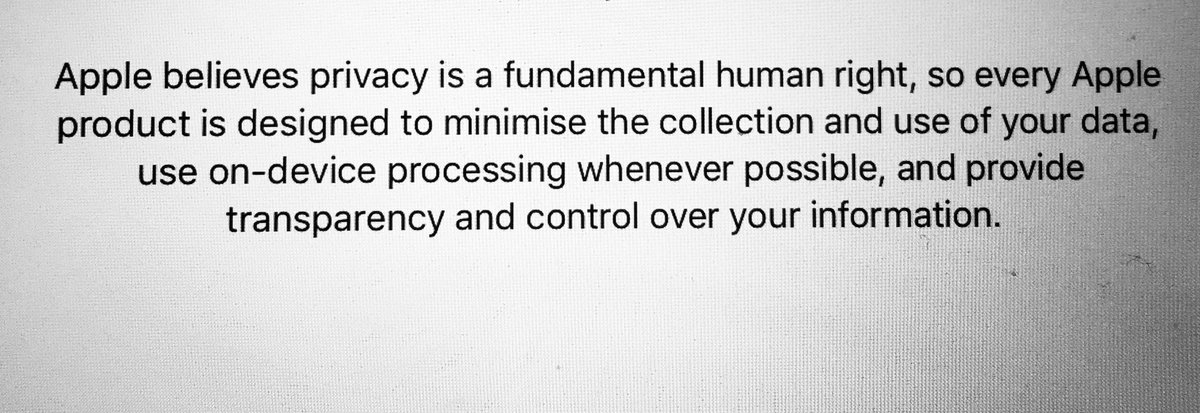 Apple believes privacy is a fundamental human right, so every Apple
product is designed to minimise the collection and use of your data,
use on-device processing whenever possible, and provide
transparency and control over your information.